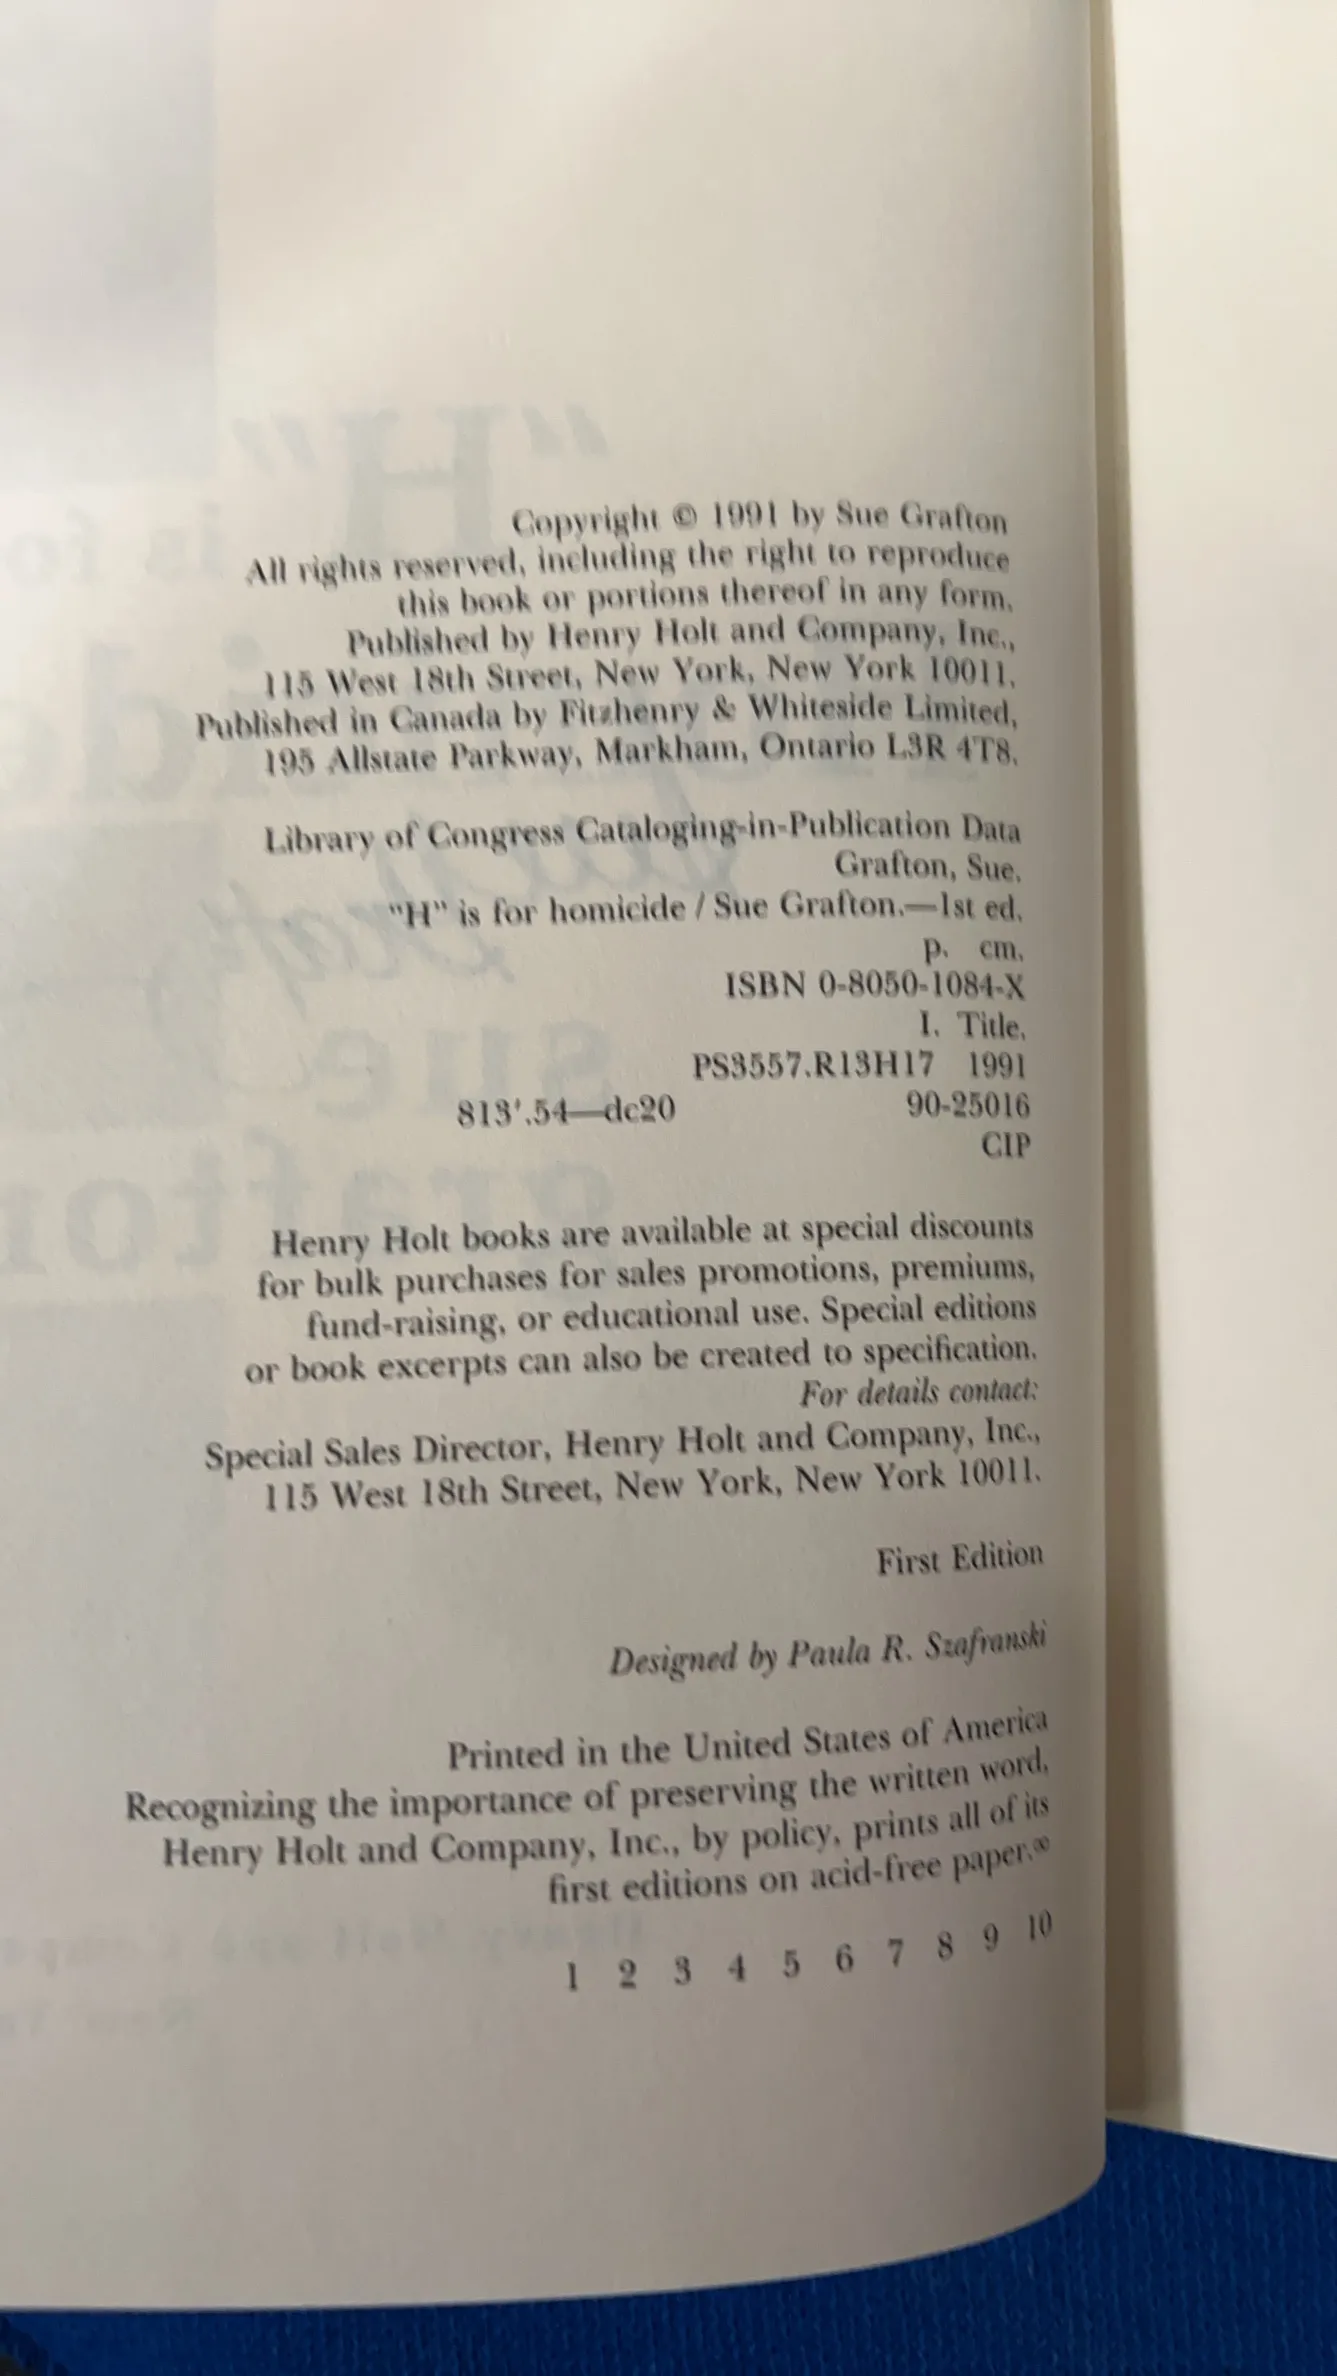 Copyright © 1991 by Sue Grafton
All rights reserved, including the right to reproduce
this book or portions thereof in any form.
Published by Henry Holt and Company, Inc.,
115 West 18th Street, New York, New York 10011.
Published in Canada by Fitzhenry & Whiteside Limited,
195 Allstate Parkway, Markham, Ontario L3R 4T8.
Library of Congress Cataloging-in-Publication Data
Grafton, Sue.
"H" is for homicide / Sue Grafton.—1st ed.
p. cm.
ISBN 0-8050-1084-X
I. Title.
PS3557.R13H17 1991
813'.54—dc20 90-25016
CIP
Henry Holt books are available at special discounts
for bulk purchases for sales promotions, premiums,
fund-raising, or educational use. Special editions
or book excerpts can also be created to specification.
For details contact:
Special Sales Director, Henry Holt and Company, Inc.,
115 West 18th Street, New York, New York 10011.
First Edition
Designed by Paula R. Szafranski
Printed in the United States of America
Recognizing the importance of preserving the written word,
Henry Holt and Company, Inc., by policy, prints all of its
first editions on acid-free paper.∞
1 2 3 4 5 6 7 8 9 10